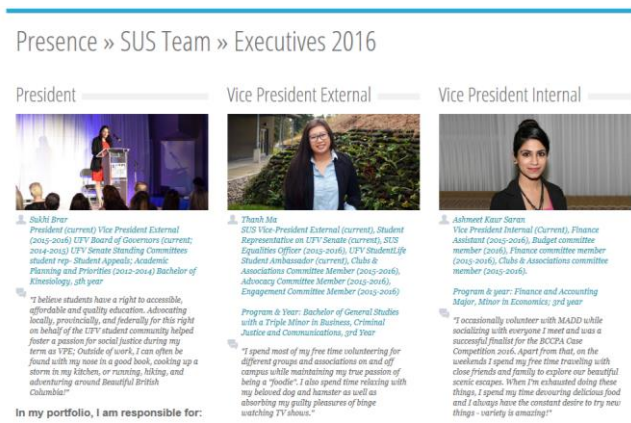 Presence » SUS Team » Executives 2016
President
Sukhi Brar
President (current) Vice President External
(2015-2016) UFV Board of Governors (current;
2014-2015) UFV Senate Standing Committees
student rep- Student Appeals; Academic
Planning and Priorities (2012-2014) Bachelor of
Kinesiology, 5th year
"I believe students have a right to accessible,
affordable and quality education. Advocating
locally, provincially, and federally for this right
on behalf of the UFV student community helped
foster a passion for social justice during my
term as VPE; Outside of work, I can often be
found with my nose in a good book, cooking up a
storm in my kitchen, or running, hiking, and
adventuring around Beautiful British
Columbia!"
In my portfolio, I am responsible for:
Vice President External
Thanh Ma
SUS Vice-President External (current), Student
Representative on UFV Senate (current), SUS
Equalities Officer (2015-2016), UFV StudentLife
Student Ambassador (current), Clubs &
Associations Committee Member (2015-2016),
Advocacy Committee Member (2015-2016),
Engagement Committee Member (2015-2016)
Program & Year: Bachelor of General Studies
with a Triple Minor in Business, Criminal
Justice and Communications, 3rd Year
"I spend most of my free time volunteering for
different groups and associations on and off
campus while maintaining my true passion of
being a "foodie". I also spend time relaxing with
my beloved dog and hamster as well as
absorbing my guilty pleasures of binge
watching TV shows."
Vice President Internal
Ashmeet Kaur Saran
Vice President Internal (Current), Finance
Assistant (2015-2016), Budget committee
member (2016), Finance committee member
(2015-2016), Clubs & Associations committee
member (2015-2016).
Program & year: Finance and Accounting
Major, Minor in Economics; 3rd year
"I occasionally volunteer with MADD while
socializing with everyone I meet and was a
successful finalist for the BCCPA Case
Competition 2016. Apart from that, on the
weekends I spend my free time traveling with
close friends and family to explore our beautiful
scenic escapes. When I'm exhausted doing these
things, I spend my time devouring delicious food
and I always have the constant desire to try new
things - variety is amazing!"